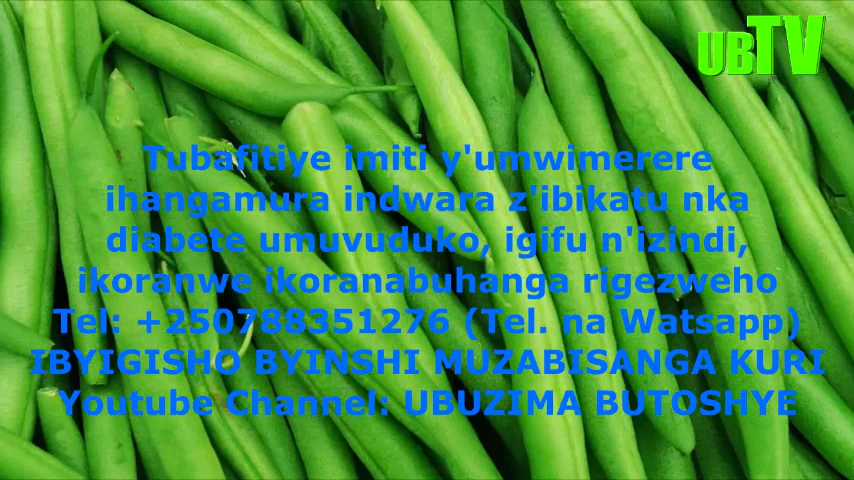 UBTV
Tubafitiye imiti y'umwimerere
ihangamura indwara z'ibikatu nka
diabete umuvuduko, igifu n'izindi,
ikoranwe ikoranabuhanga rigezweho
Tel: +250788351276 (Tel. na Watsapp)
IBYIGISHO BYINSHI MUZABISANGA KURI
Youtube Channel: UBUZIMA BUTOSHYE